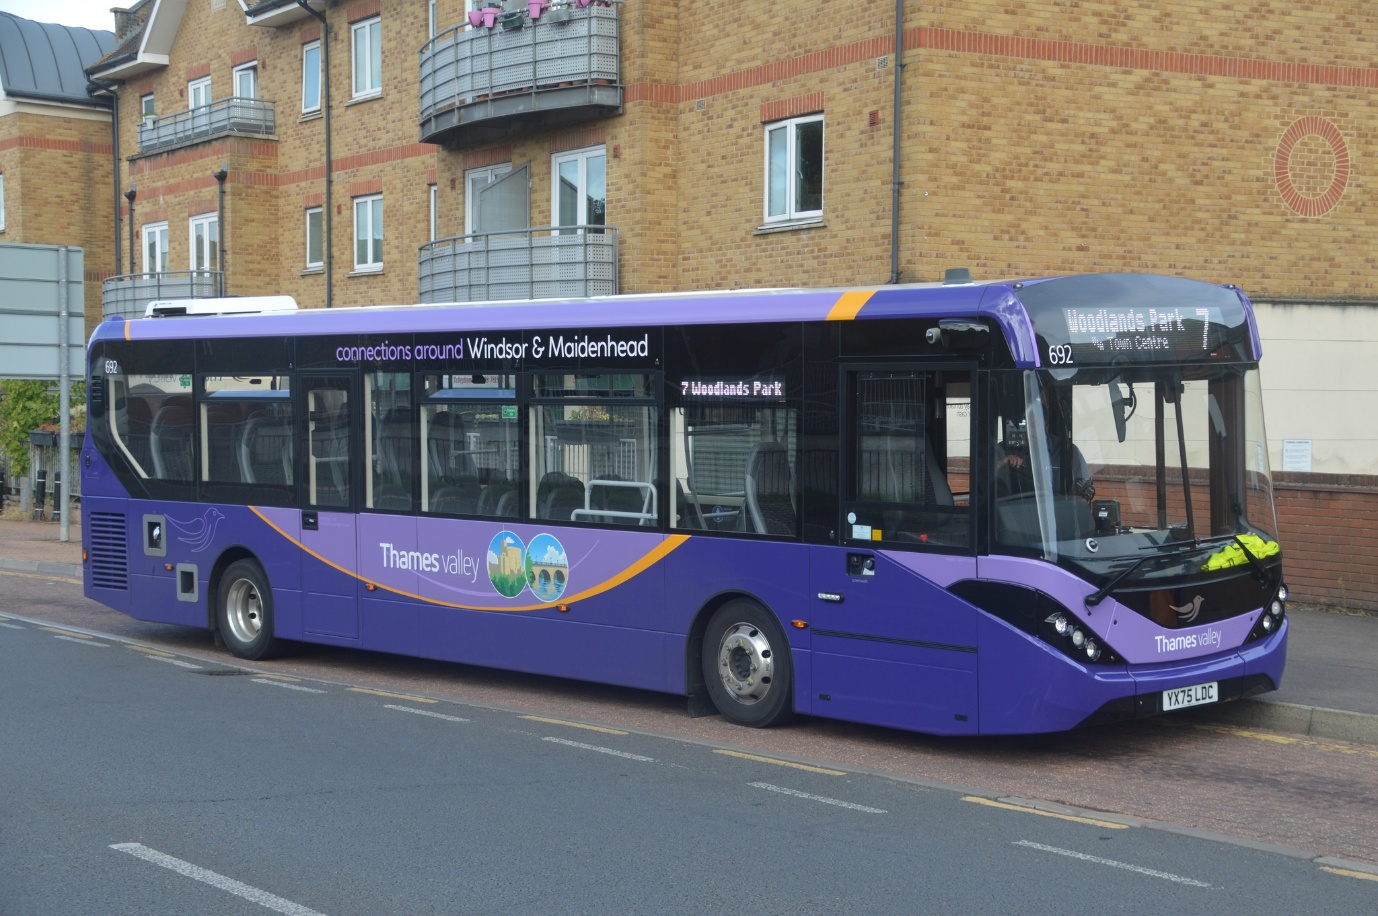 692
connections around Windsor & Maidenhead
7 Woodlands Park
Thames valley
692
Woodlands Park 7
Town Centre
Thames valley
YX75 LDC